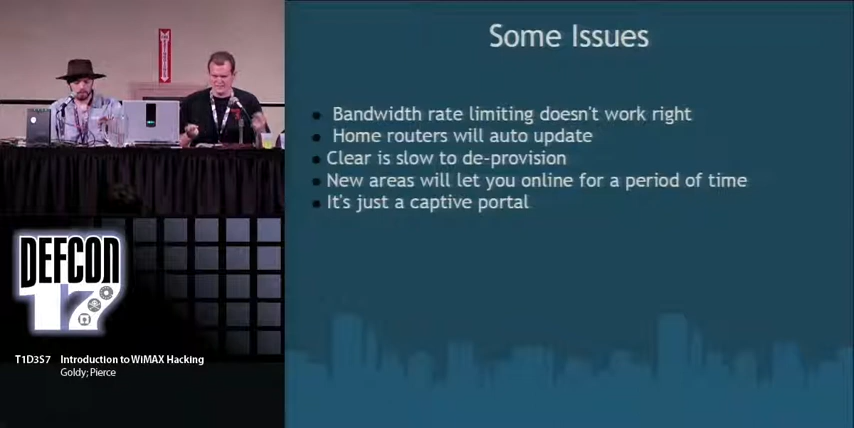 Some Issues
Bandwidth rate limiting doesn't work right
Home routers will auto update
Clear is slow to de-provision
New areas will let you online for a period of time
It's just a captive portal
DEFCON
17
T1D3S7 Introduction to WiMAX Hacking
Goldy; Pierce